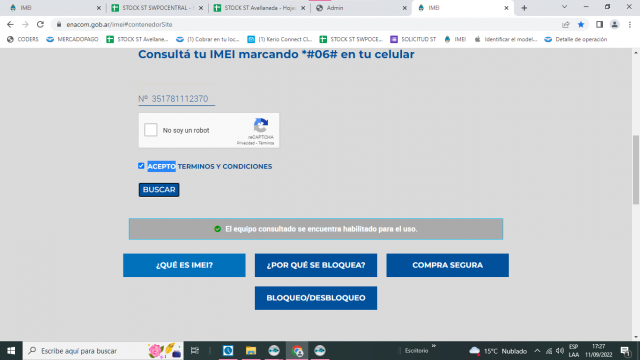 IMEI
STOCK ST SWPOCENTRAL -
STOCK ST Avellaneda - Hoja
Admin
IMEI
enacom.gob.ar/imei#contenedorSite
CODERS
MERCADOPAGO
STOCK ST Avellane...
(1) Cobrar en tu loc...
(1) Kerio Connect Cl...
STOCK ST SWPOCE...
SOLICITUD ST
IMEI
Identificar el model...
Detalle de operación
Consultá tu IMEI marcando *#06# en tu celular
Nº 351781112370
No soy un robot
reCAPTCHA
Privacidad - Términos
ACEPTO TERMINOS Y CONDICIONES
BUSCAR
El equipo consultado se encuentra habilitado para el uso.
¿QUÉ ES IMEI?
¿POR QUÉ SE BLOQUEA?
COMPRA SEGURA
BLOQUEO/DESBLOQUEO
Escribe aquí para buscar
Escritorio
15°C Nublado
ESP
LAA
17:27
11/09/2022